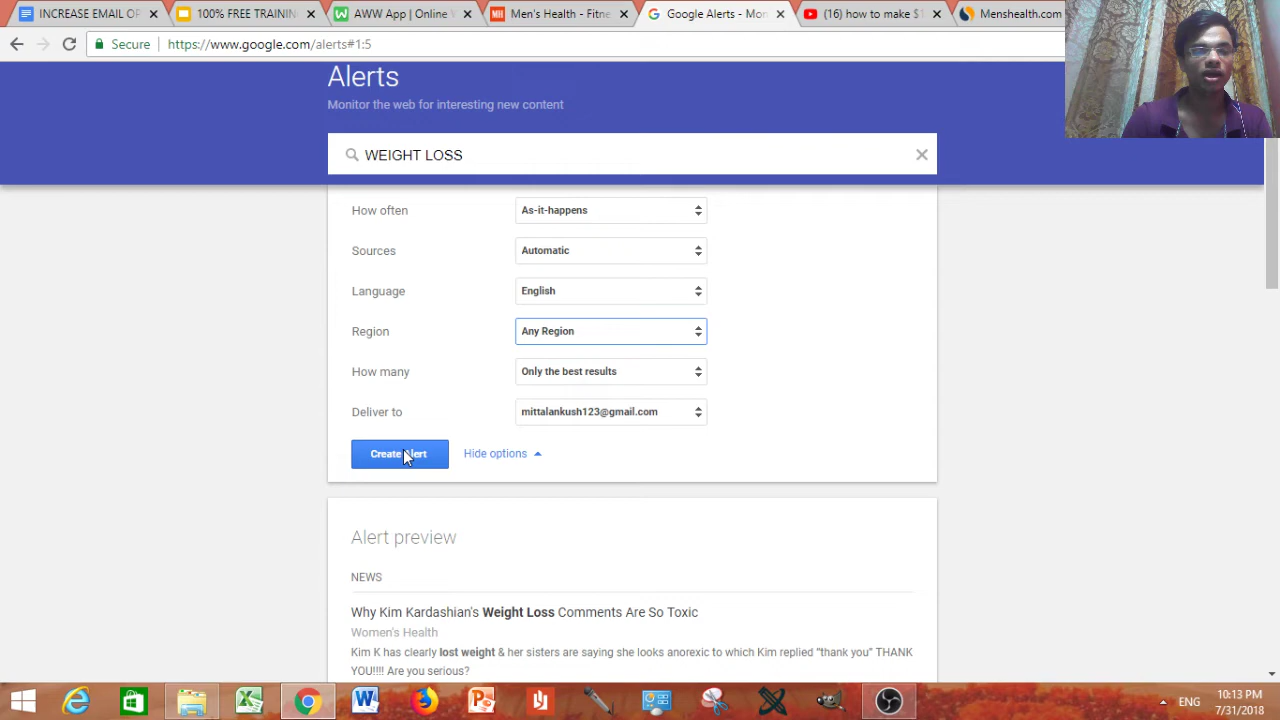 INCREASE EMAIL OP
100% FREE TRAININ
AWW App | Online W
Men's Health - Fitne
Google Alerts - Mon
(16) how to make $1
Menshealth.com
Secure
https://www.google.com/alerts#1:5
Alerts
Monitor the web for interesting new content
WEIGHT LOSS
How often
As-it-happens
Sources
Automatic
Language
English
Region
Any Region
How many
Only the best results
Deliver to
mittalankush123@gmail.com
Create Alert
Hide options
Alert preview
NEWS
Why Kim Kardashian's Weight Loss Comments Are So Toxic
Women's Health
Kim K has clearly lost weight & her sisters are saying she looks anorexic to which Kim replied “thank you” THANK
YOU!!!! Are you serious?
ENG
10:13 PM
7/31/2018